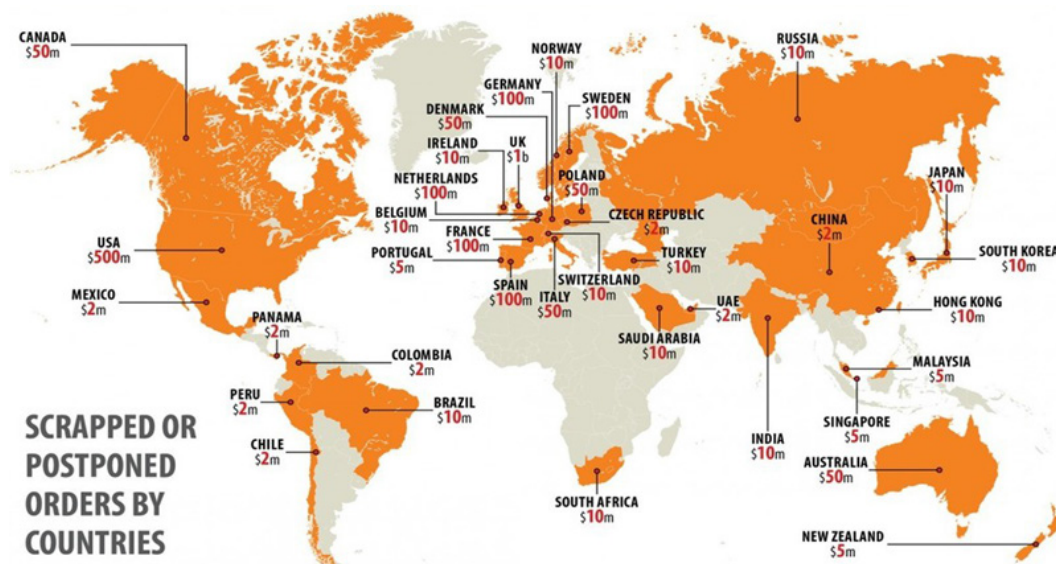 CANADA
$50m
NORWAY
$10m
RUSSIA
$10m
GERMANY
$100m
DENMARK
$50m
SWEDEN
$100m
IRELAND
$10m
UK
$1b
NETHERLANDS
$100m
POLAND
$50m
JAPAN
$10m
BELGIUM
$10m
CZECH REPUBLIC
$2m
CHINA
$2m
USA
$500m
FRANCE
$100m
PORTUGAL
$5m
TURKEY
$10m
SOUTH KOREA
$10m
SPAIN
$100m
ITALY
$50m
SWITZERLAND
$10m
MEXICO
$2m
UAE
$2m
HONG KONG
$10m
PANAMA
$2m
SAUDI ARABIA
$10m
COLOMBIA
$2m
MALAYSIA
$5m
PERU
$2m
BRAZIL
$10m
SINGAPORE
$5m
INDIA
$10m
CHILE
$2m
AUSTRALIA
$50m
SOUTH AFRICA
$10m
NEW ZEALAND
$5m
SCRAPPED OR
POSTPONED
ORDERS BY
COUNTRIES